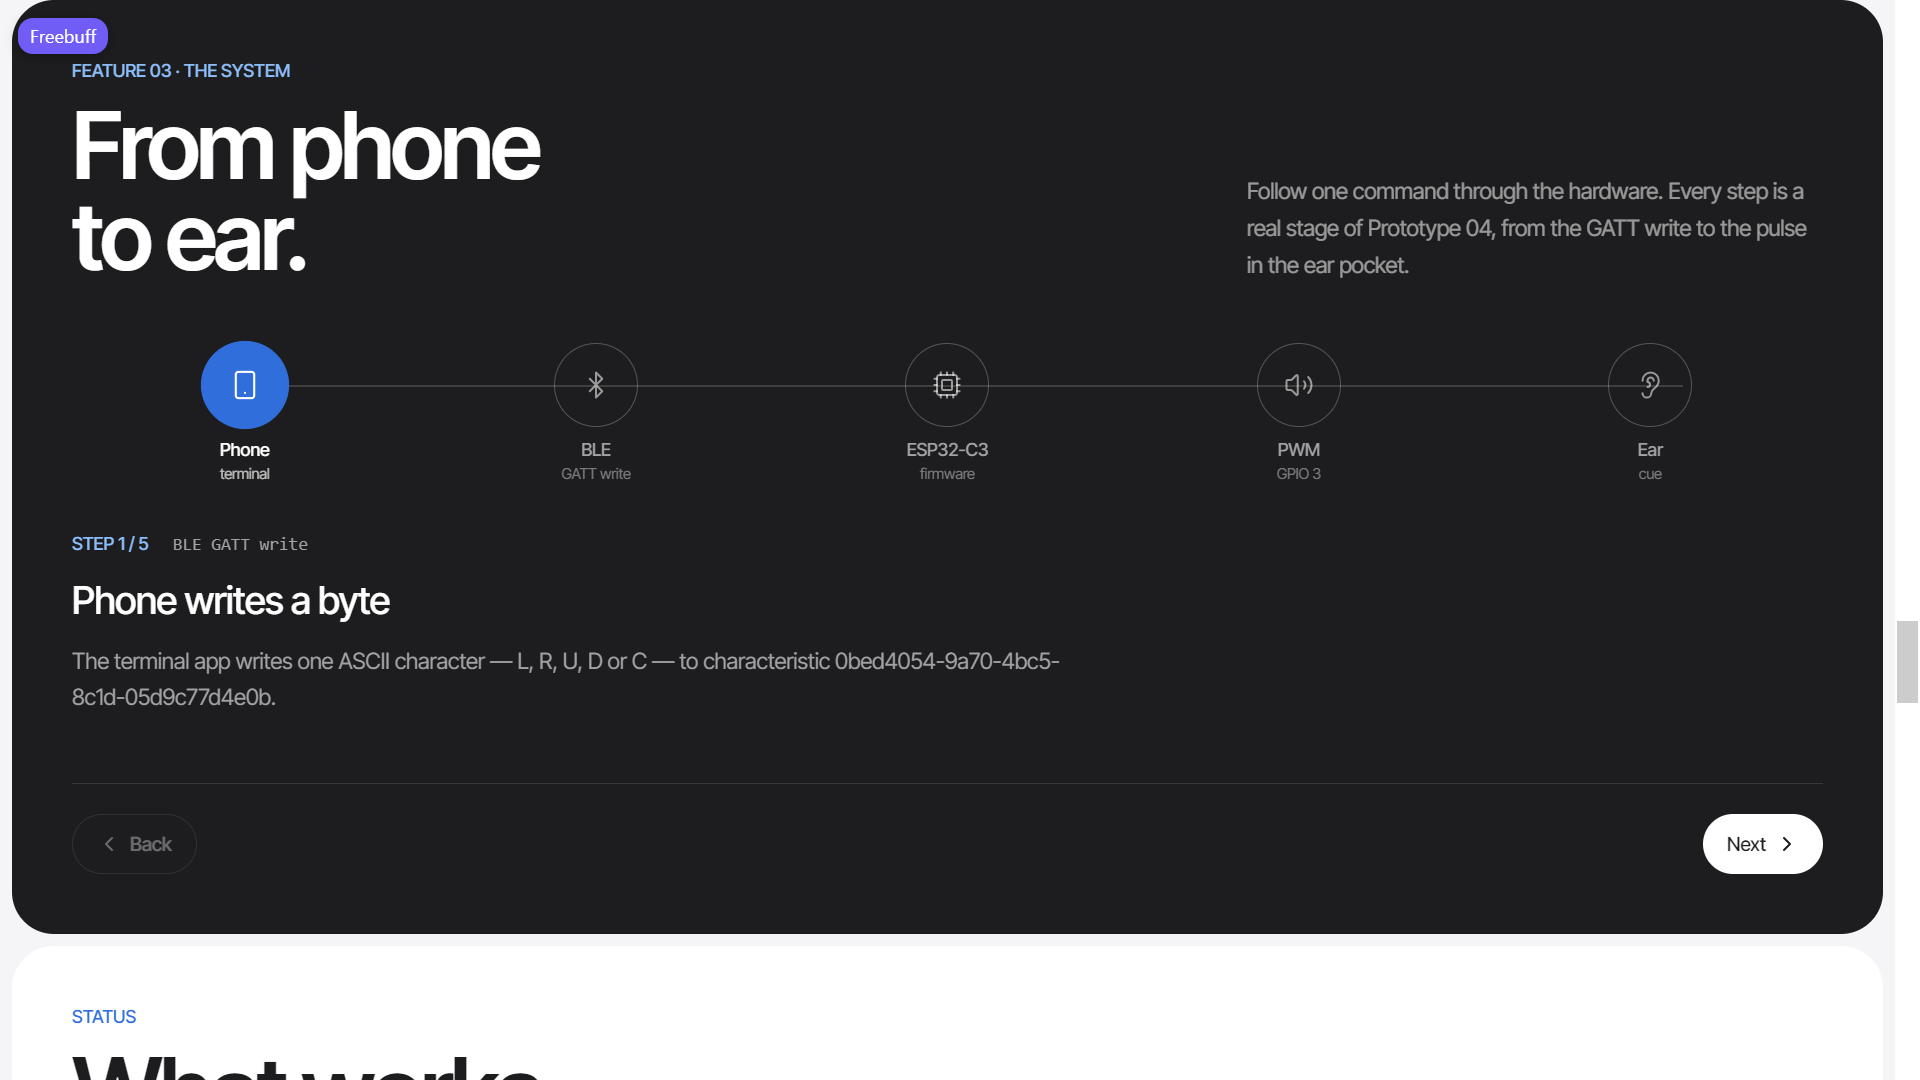 Freebuff
FEATURE 03 · THE SYSTEM
From phone
to ear.
Follow one command through the hardware. Every step is a
real stage of Prototype 04, from the GATT write to the pulse
in the ear pocket.
Phone
terminal
BLE
GATT write
ESP32-C3
firmware
PWM
GPIO 3
Ear
cue
STEP 1 / 5 BLE GATT write
Phone writes a byte
The terminal app writes one ASCII character — L, R, U, D or C — to characteristic 0bed4054-9a70-4bc5-
8c1d-05d9c77d4e0b.
Back
Next
STATUS
What works